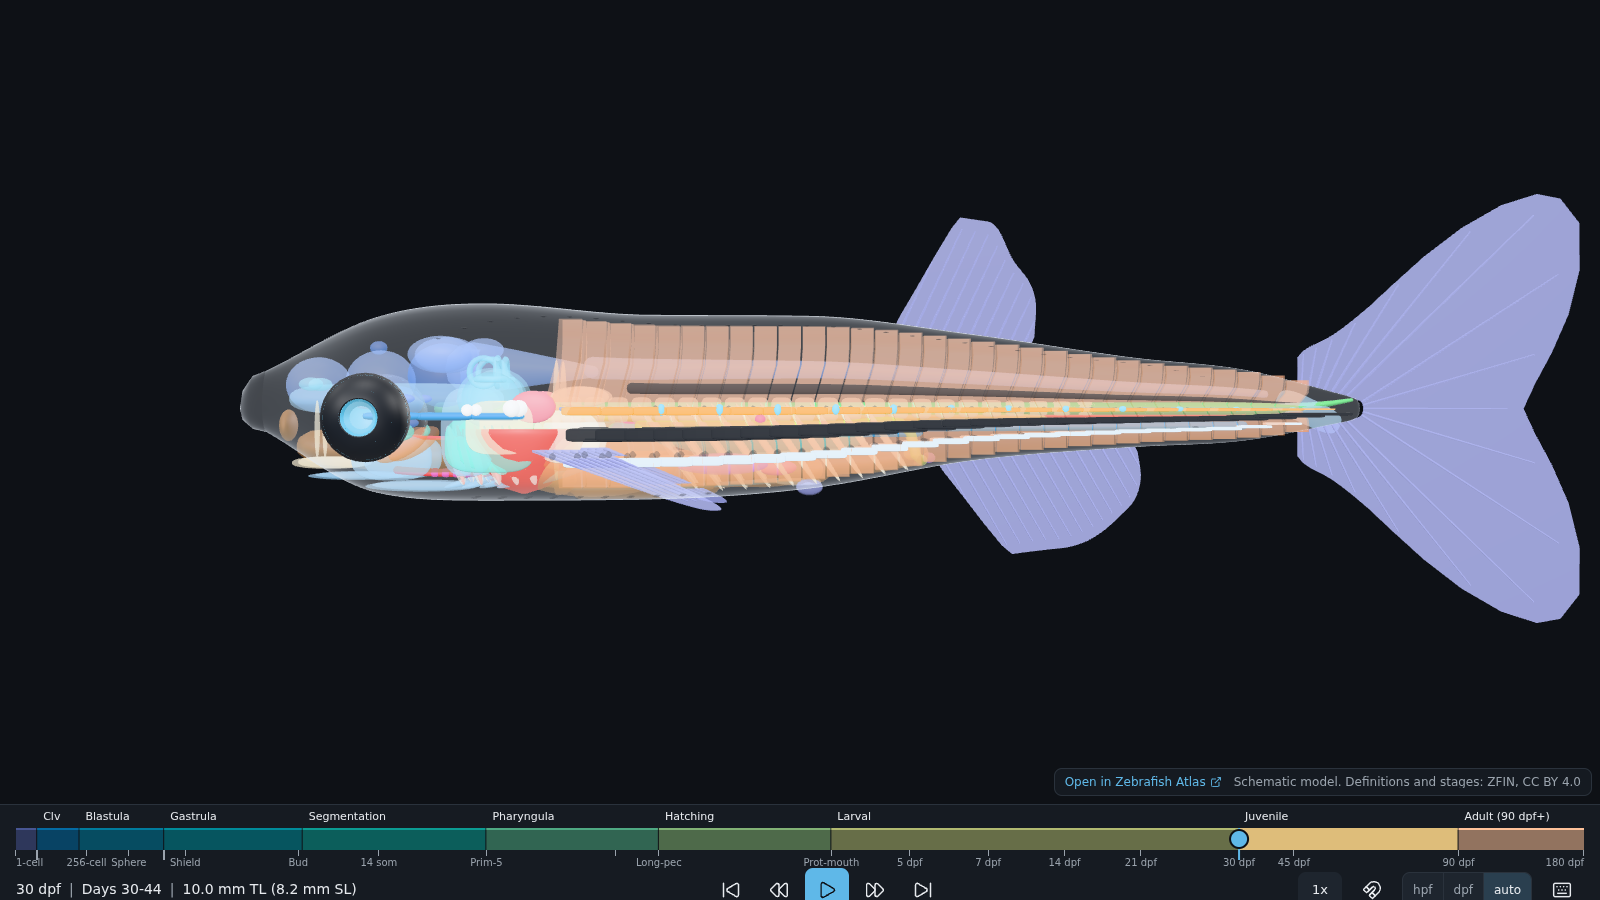 Open in Zebrafish Atlas Schematic model. Definitions and stages: ZFIN, CC BY 4.0
Clv Blastula Gastrula Segmentation Pharyngula Hatching Larval Juvenile Adult (90 dpf+)
1-cell 256-cell Sphere Shield Bud 14 som Prim-5 Long-pec Prot-mouth 5 dpf 7 dpf 14 dpf 21 dpf 30 dpf 45 dpf 90 dpf 180 dpf
30 dpf | Days 30-44 | 10.0 mm TL (8.2 mm SL) 1x hpf dpf auto